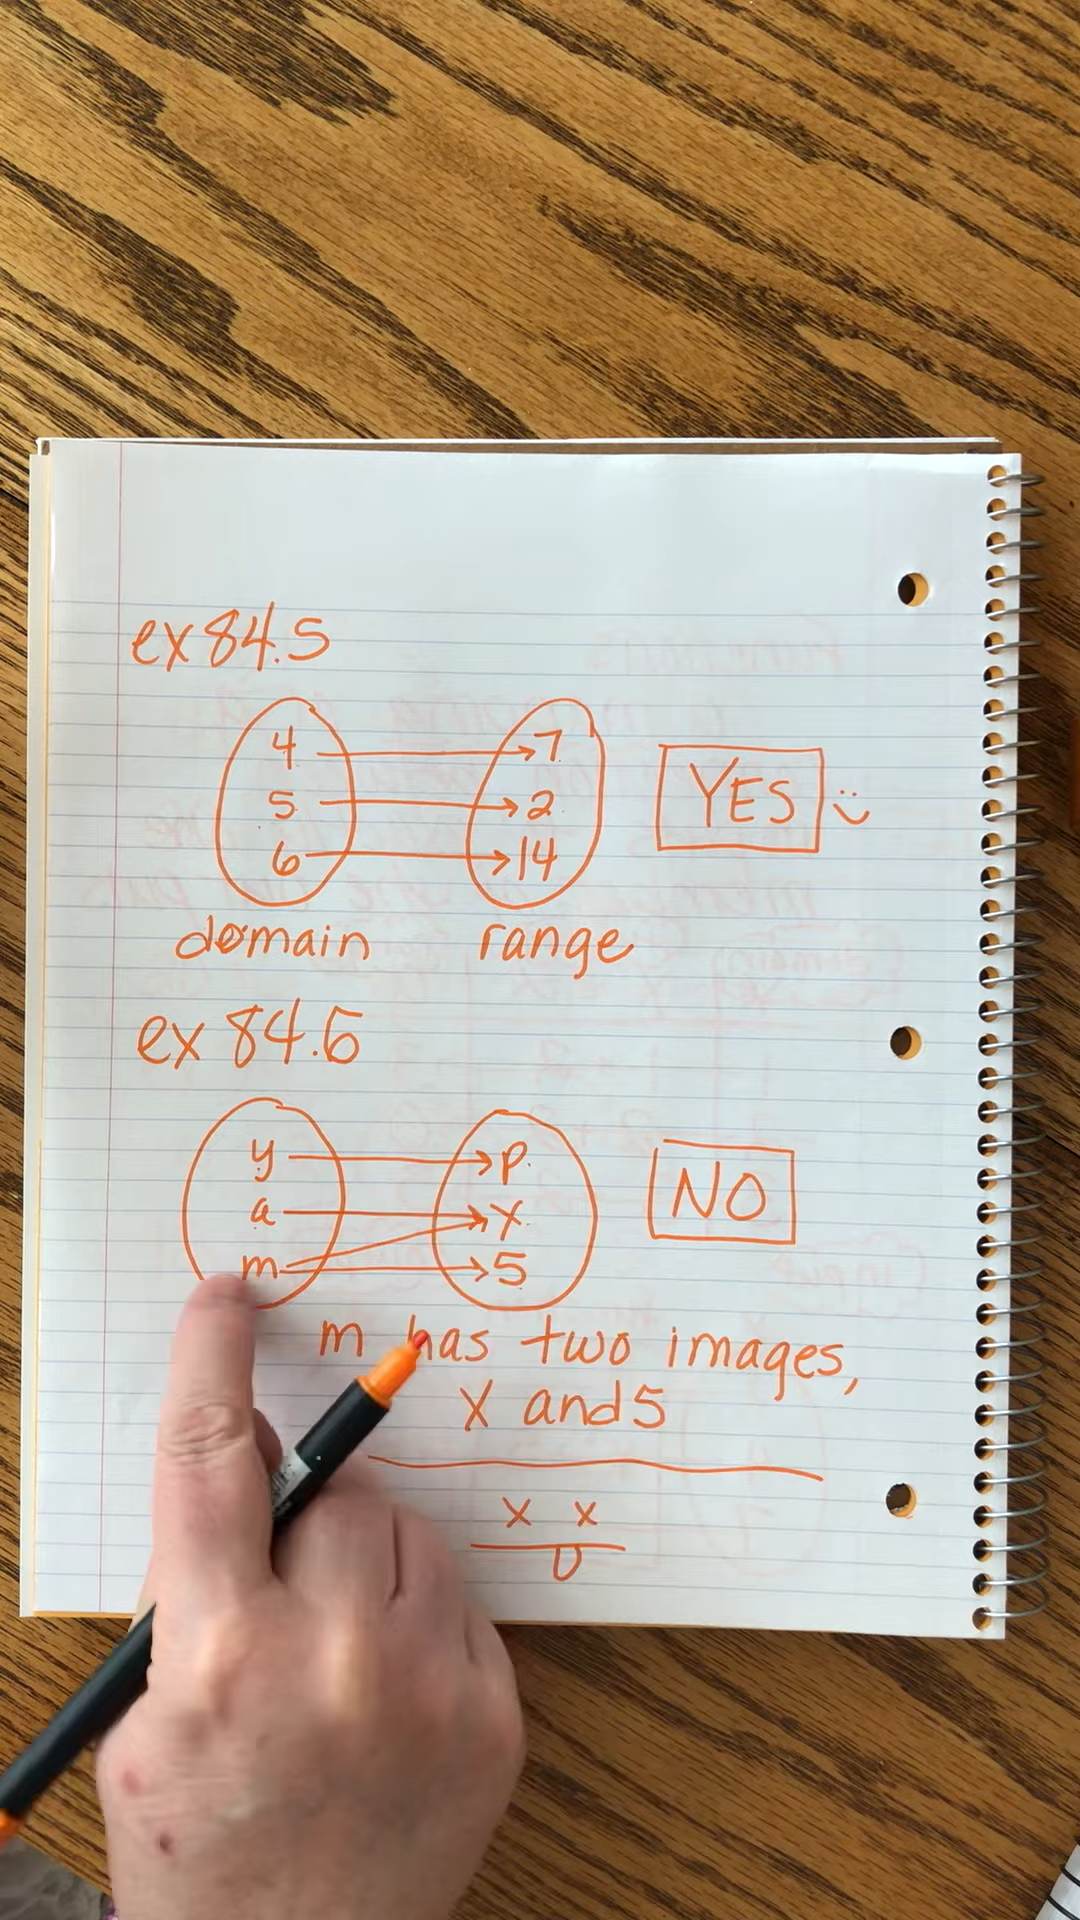 ex 84.5
4 → 7
5 → 2
6 → 14
YES
domain range
ex 84.6
y → p
a → x
m → 5
NO
m has two images,
x and 5
x x